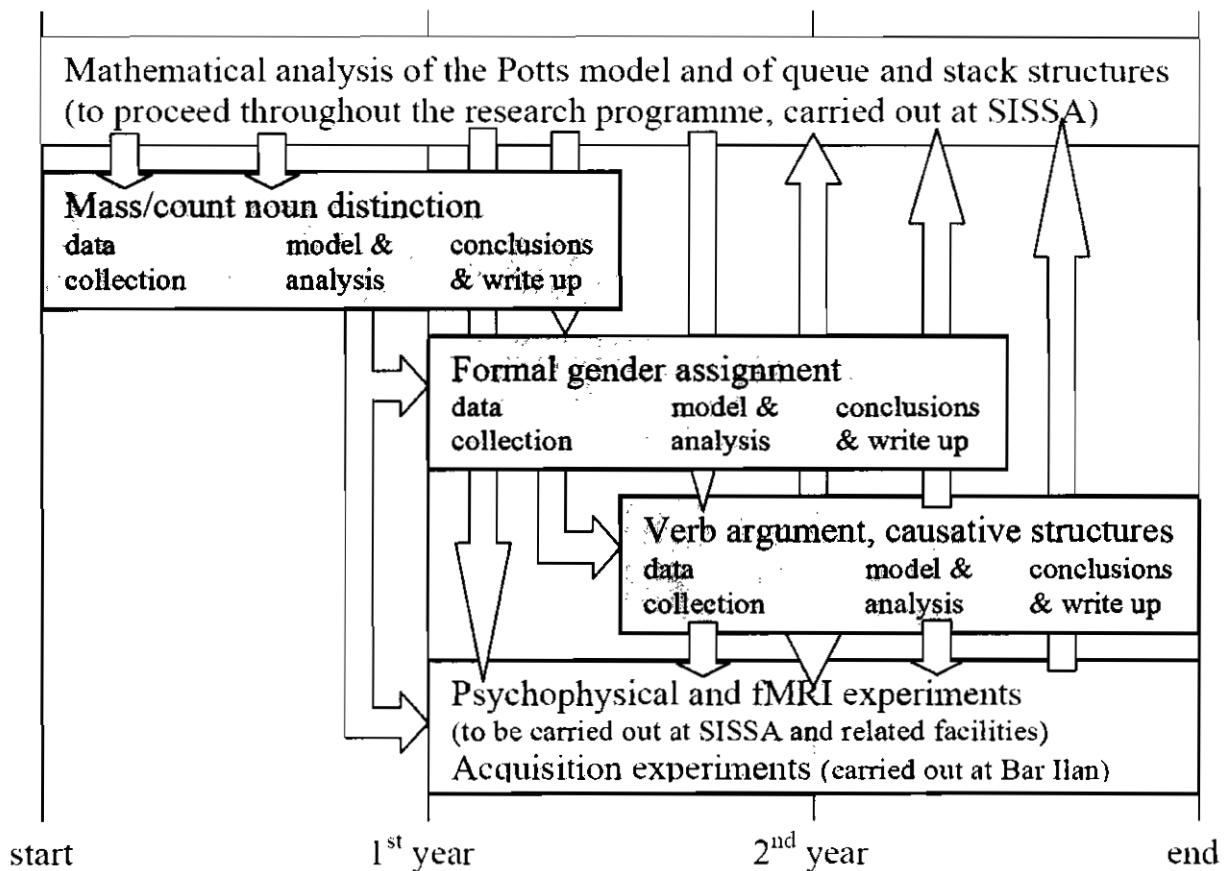 Mathematical analysis of the Potts model and of queue and stack structures
(to proceed throughout the research programme, carried out at SISSA)
Mass/count noun distinction
data model & conclusions
collection analysis & write up
Formal gender assignment
data model & conclusions
collection analysis & write up
Verb argument, causative structures
data model & conclusions
collection analysis & write up
Psychophysical and fMRI experiments
(to be carried out at SISSA and related facilities)
Acquisition experiments (carried out at Bar Ilan)
start 1st year 2nd year end